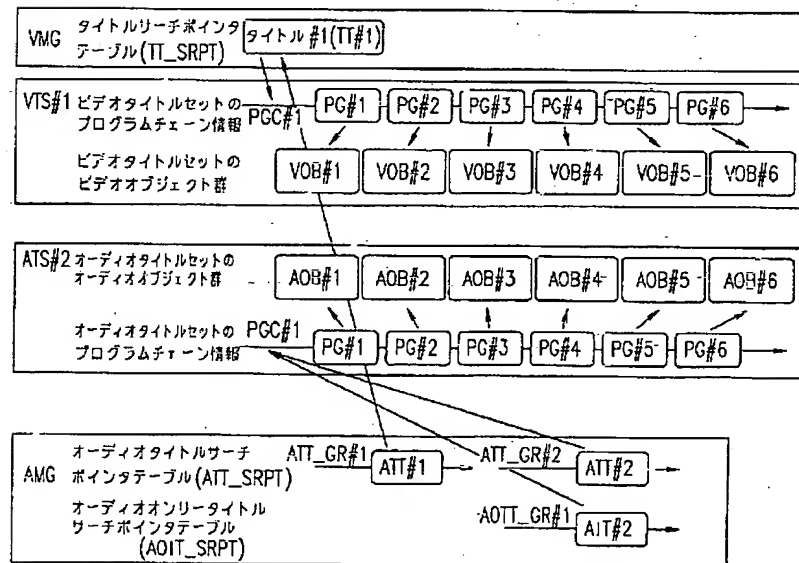 VMG タイトルサーチポインタ
テーブル(TT_SRPT)
タイトル#1(TT#1)
VTS#1 ビデオタイトルセットの
プログラムチェーン情報
PGC#1 PG#1 PG#2 PG#3 PG#4 PG#5 PG#6
ビデオタイトルセットの
ビデオオブジェクト群
VOB#1 VOB#2 VOB#3 VOB#4 VOB#5 VOB#6
ATS#2 オーディオタイトルセットの
オーディオオブジェクト群
AOB#1 AOB#2 AOB#3 AOB#4 AOB#5 AOB#6
オーディオタイトルセットの
プログラムチェーン情報
PGC#1 PG#1 PG#2 PG#3 PG#4 PG#5 PG#6
AMG オーディオタイトルサーチ
ポインタテーブル(ATT_SRPT)
ATT_GR#1 ATT#1 ATT_GR#2 ATT#2
オーディオオンリータイトル
サーチポインタテーブル
(AOIT_SRPT)
AOTT_GR#1 AIT#2